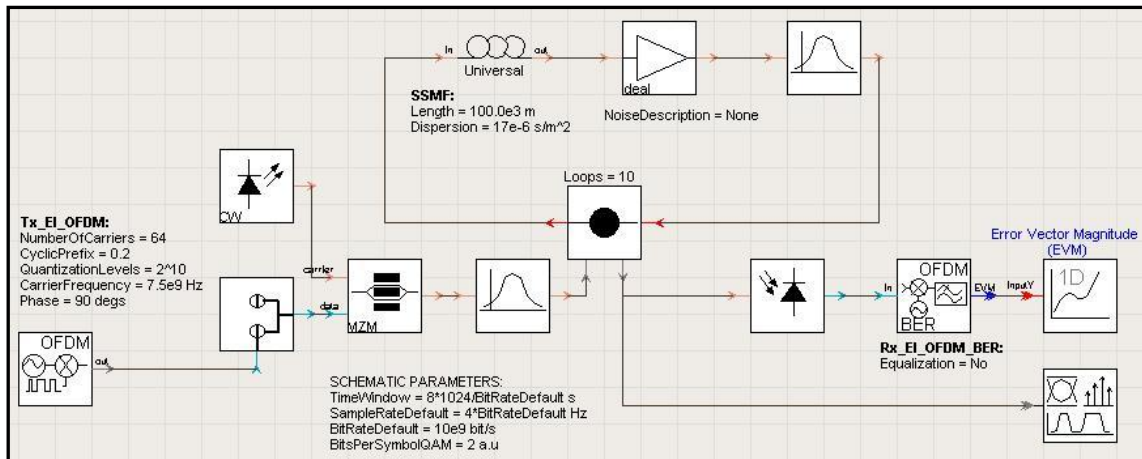 In
out
Universal
SSMF:
Length = 100.0e3 m
Dispersion = 17e-6 s/m^2
deal
NoiseDescription = None
Loops = 10
CW
Tx_El_OFDM:
NumberOfCarriers = 64
CyclicPrefix = 0.2
QuantizationLevels = 2^10
CarrierFrequency = 7.5e9 Hz
Phase = 90 degs
carrier
data
MZM
OFDM
out
SCHEMATIC PARAMETERS:
TimeWindow = 8*1024/BitRateDefault s
SampleRateDefault = 4*BitRateDefault Hz
BitRateDefault = 10e9 bit/s
BitsPerSymbolQAM = 2 a.u
Error Vector Magnitude
(EVM)
In
OFDM
BER
EVM
InputY
1D
Rx_El_OFDM_BER:
Equalization = No